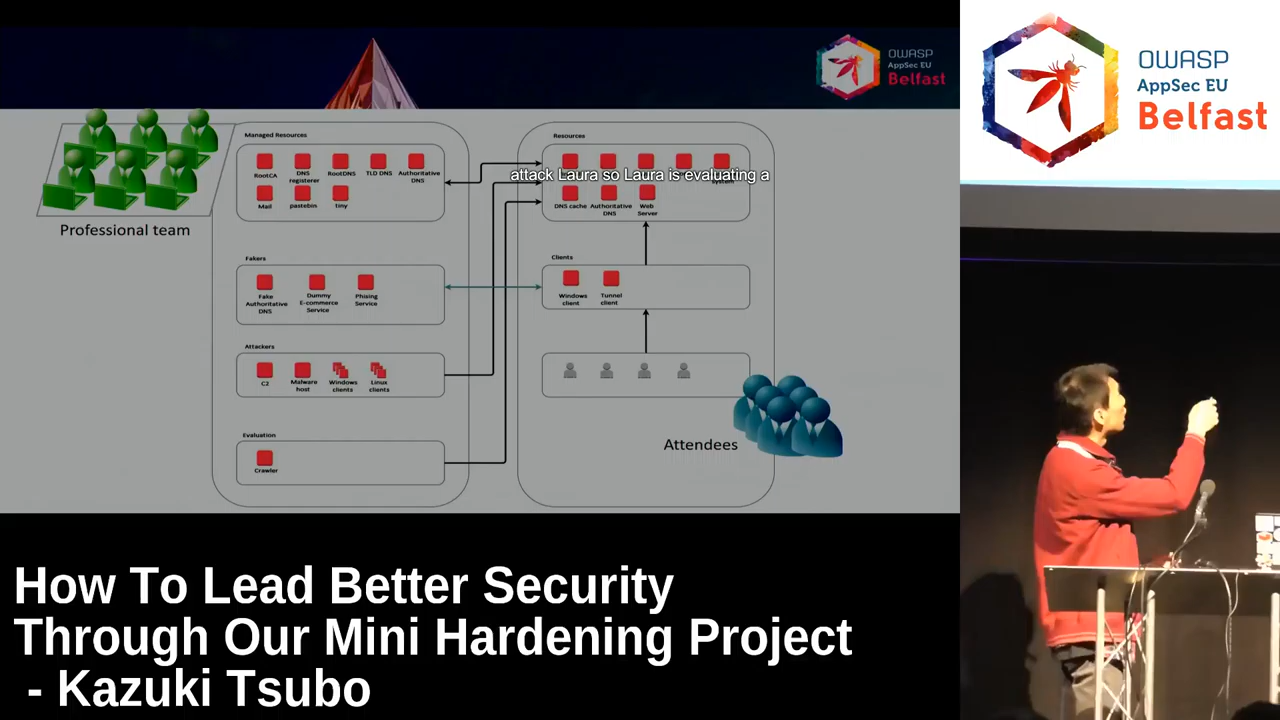 OWASP
AppSec EU
Belfast
OWASP
AppSec EU
Belfast
Professional team
Managed Resources
RootCA
DNS registerer
RootDNS
TLD DNS
Authoritative DNS
Mail
pastebin
tiny
Fakers
Fake Authoritative DNS
Dummy E-commerce Service
Phising Service
Attackers
C2
Malware host
Windows clients
Linux clients
Evaluation
Crawler
Resources
attack Laura so Laura is evaluating a
DNS cache
Authoritative DNS
Web Server
Clients
Windows client
Tunnel client
Attendees
How To Lead Better Security
Through Our Mini Hardening Project
- Kazuki Tsubo